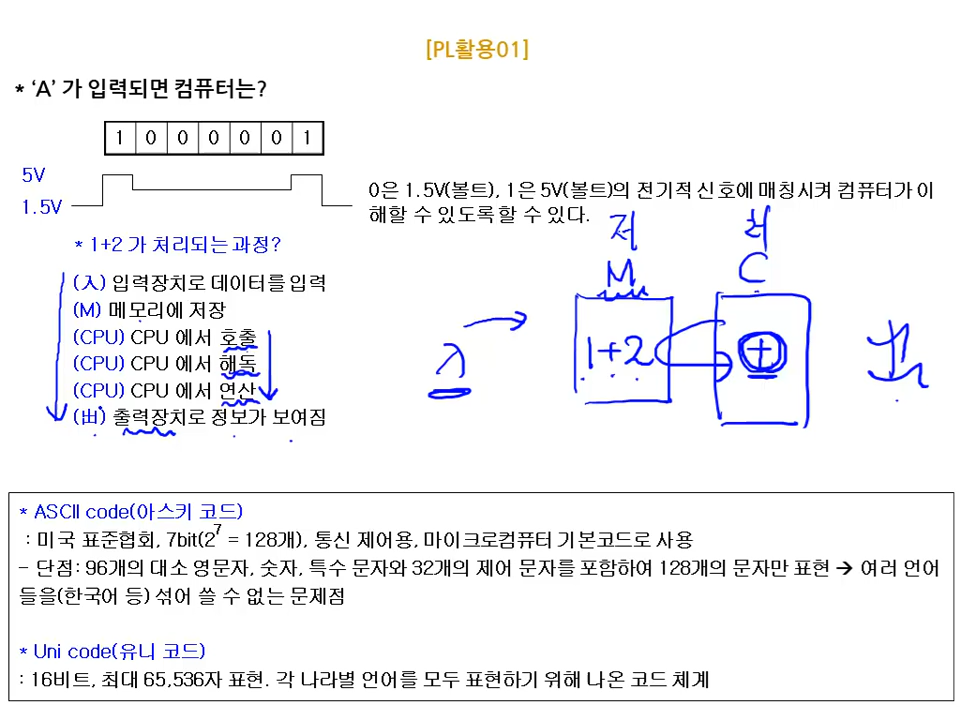 [PL활용01]
* ‘A’ 가 입력되면 컴퓨터는?
1 0 0 0 0 0 1
5V
1.5V
0은 1.5V(볼트), 1은 5V(볼트)의 전기적 신호에 매칭시켜 컴퓨터가 이
해할 수 있도록할 수 있다.
* 1+2 가 처리되는 과정?
(入) 입력장치로 데이터를 입력
(M) 메모리에 저장
(CPU) CPU 에서 호출
(CPU) CPU 에서 해독
(CPU) CPU 에서 연산
(出) 출력장치로 정보가 보여짐
저
M
1+2
C
+
入
* ASCII code(아스키 코드)
: 미국 표준협회, 7bit(2^7 = 128개), 통신 제어용, 마이크로컴퓨터 기본코드로 사용
- 단점: 96개의 대소 영문자, 숫자, 특수 문자와 32개의 제어 문자를 포함하여 128개의 문자만 표현 → 여러 언어
들을(한국어 등) 섞어 쓸 수 없는 문제점
* Uni code(유니 코드)
: 16비트, 최대 65,536자 표현. 각 나라별 언어를 모두 표현하기 위해 나온 코드 체계